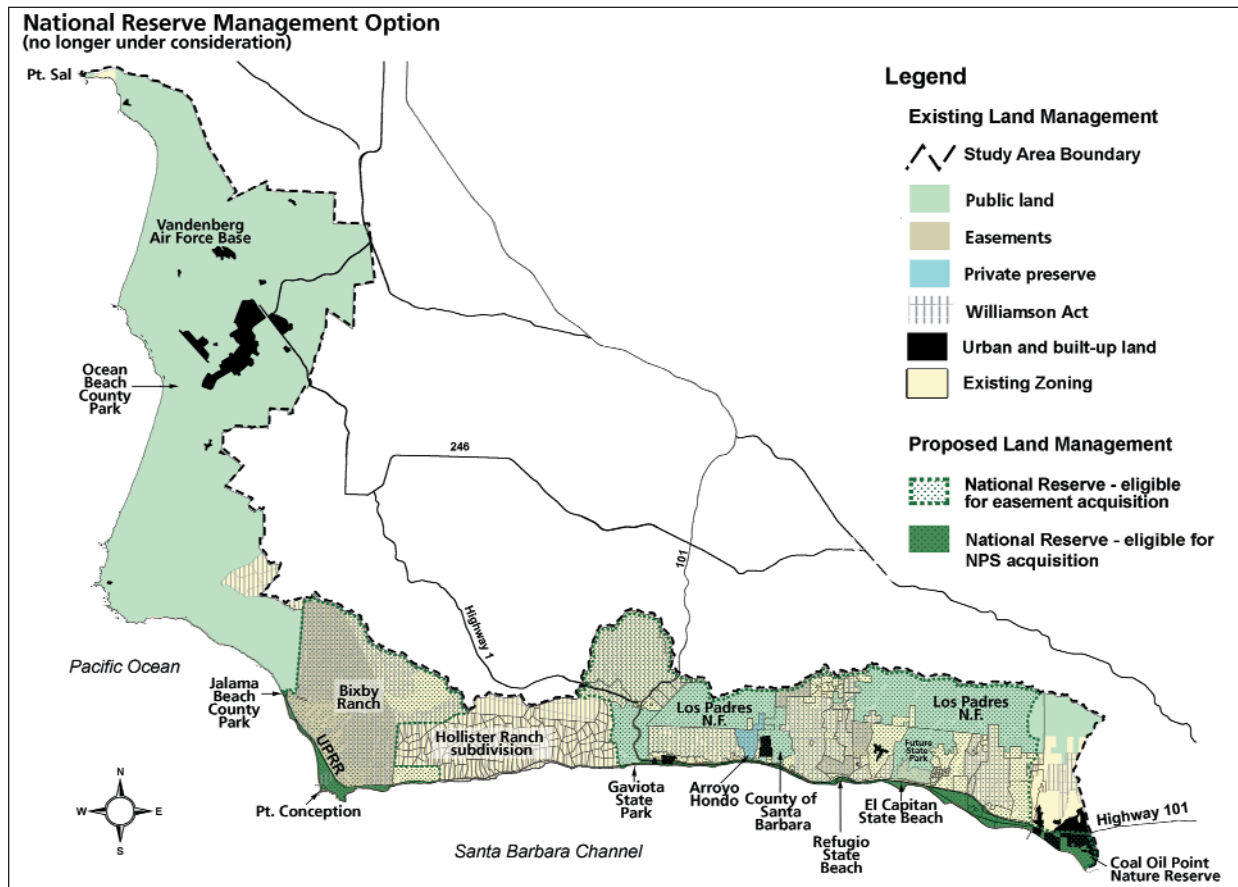 National Reserve Management Option
(no longer under consideration)
Pt. Sal
Legend
Existing Land Management
Study Area Boundary
Public land
Easements
Private preserve
Williamson Act
Urban and built-up land
Existing Zoning
Proposed Land Management
National Reserve - eligible
for easement acquisition
National Reserve - eligible for
NPS acquisition
Vandenberg
Air Force Base
Ocean
Beach
County
Park
246
101
Highway 1
Pacific Ocean
Jalama
Beach
County
Park
Bixby
Ranch
UPRR
Hollister Ranch
subdivision
Los Padres
N.F.
Los Padres
N.F.
Future
State
Park
Pt. Conception
Gaviota
State
Park
Arroyo
Hondo
County of
Santa
Barbara
Refugio
State
Beach
El Capitan
State Beach
Highway 101
Coal Oil Point
Nature Reserve
Santa Barbara Channel
N
W
E
S